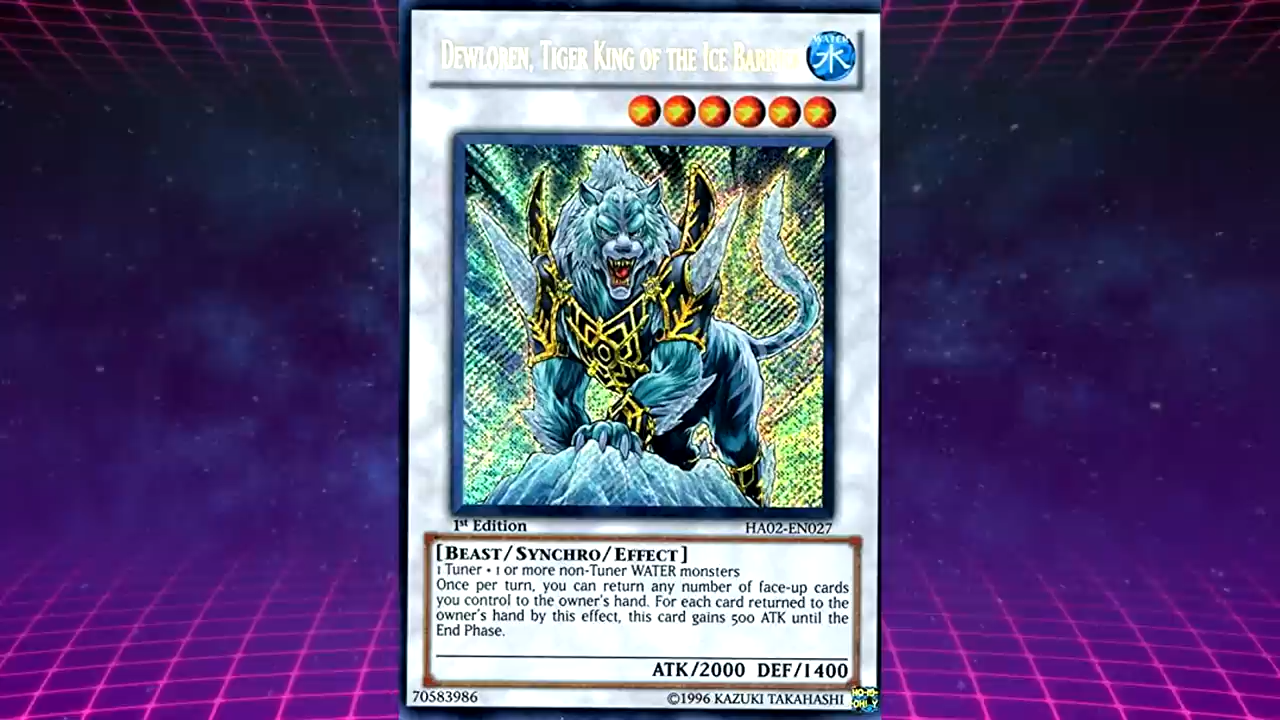 Dewloren, Tiger King of the Ice Barrier
WATER
水
1st Edition
HA02-EN027
[Beast/Synchro/Effect]
1 Tuner + 1 or more non-Tuner WATER monsters
Once per turn, you can return any number of face-up cards
you control to the owner's hand. For each card returned to the
owner's hand by this effect, this card gains 500 ATK until the
End Phase.
ATK/2000 DEF/1400
70583986
©1996 KAZUKI TAKAHASHI